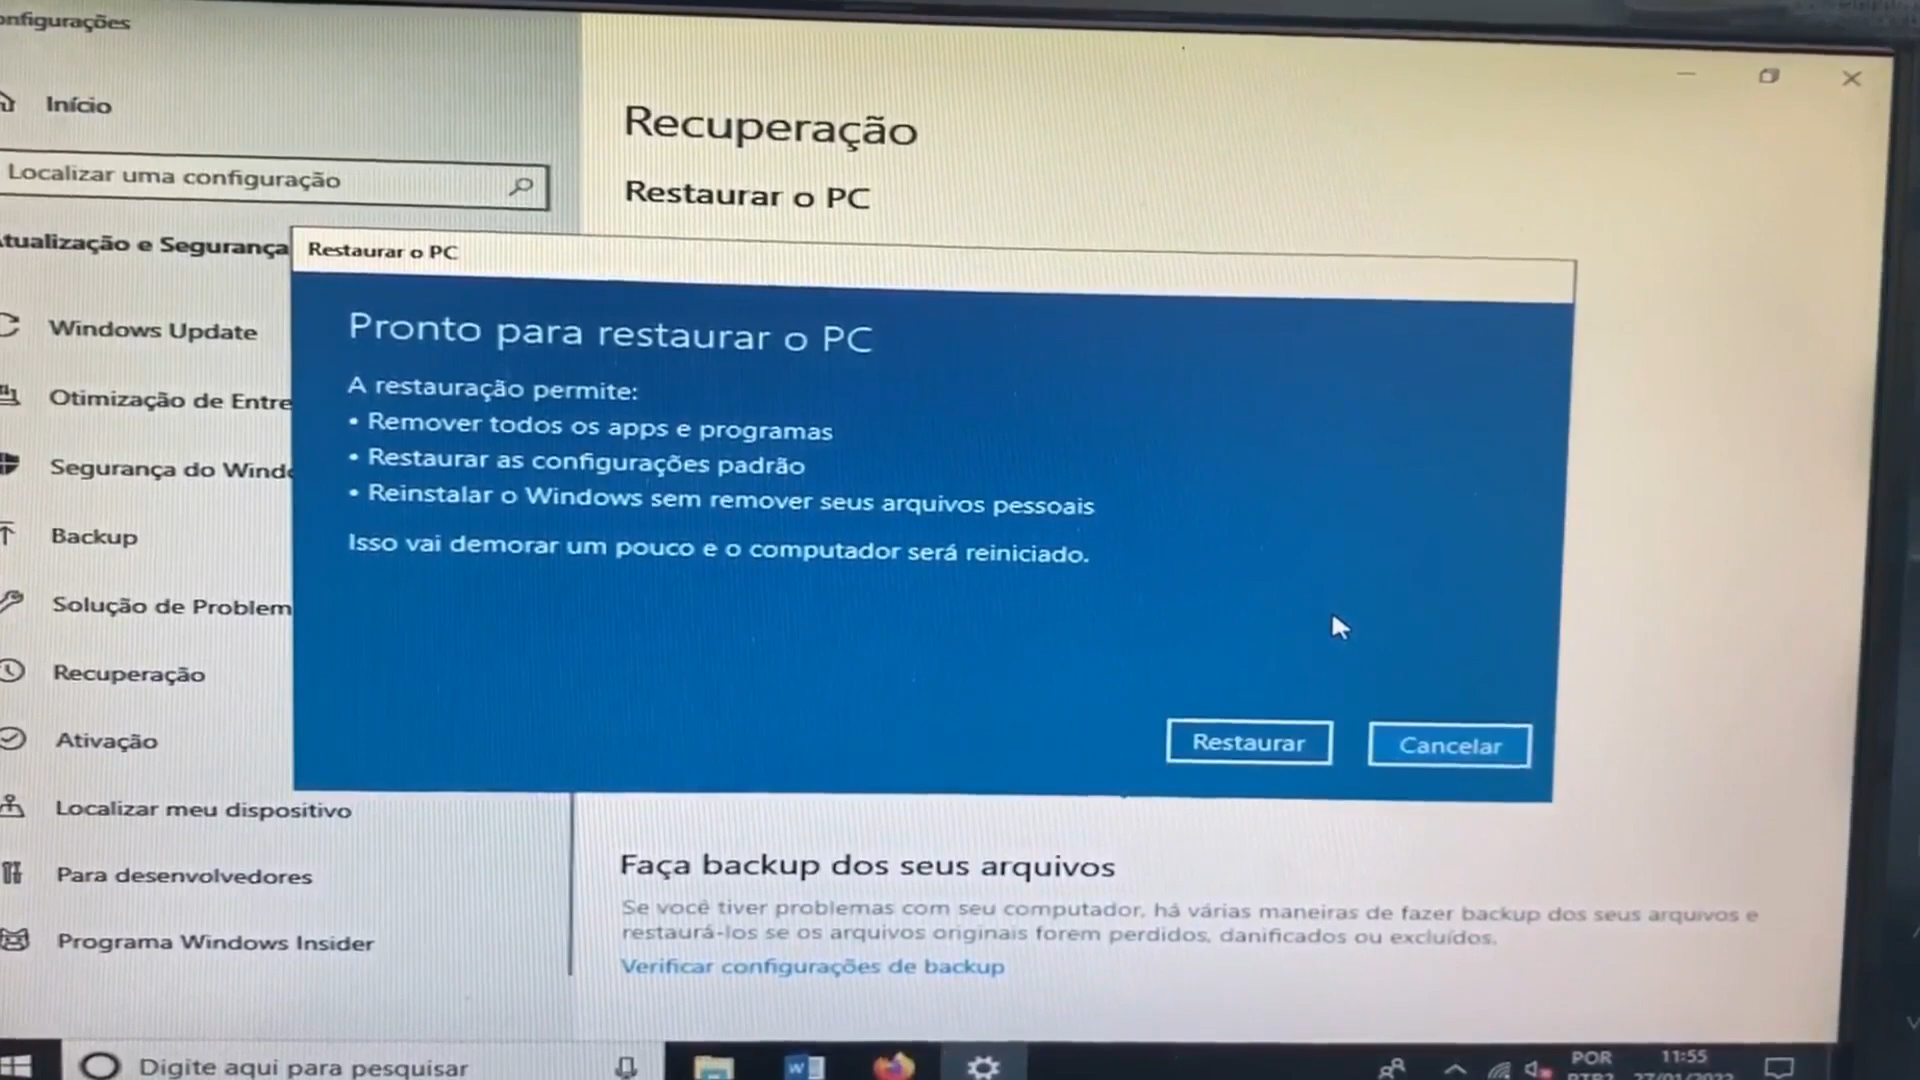 onfigurações
Início
Localizar uma configuração
tualização e Segurança
Windows Update
Otimização de Entre
Segurança do Windo
Backup
Solução de Problem
Recuperação
Ativação
Localizar meu dispositivo
Para desenvolvedores
Programa Windows Insider
Recuperação
Restaurar o PC
Restaurar o PC
Pronto para restaurar o PC
A restauração permite:
• Remover todos os apps e programas
• Restaurar as configurações padrão
• Reinstalar o Windows sem remover seus arquivos pessoais
Isso vai demorar um pouco e o computador será reiniciado.
Restaurar
Cancelar
Faça backup dos seus arquivos
Se você tiver problemas com seu computador, há várias maneiras de fazer backup dos seus arquivos e
restaurá-los se os arquivos originais forem perdidos, danificados ou excluídos.
Verificar configurações de backup
Digite aqui para pesquisar
W
POR
11:55